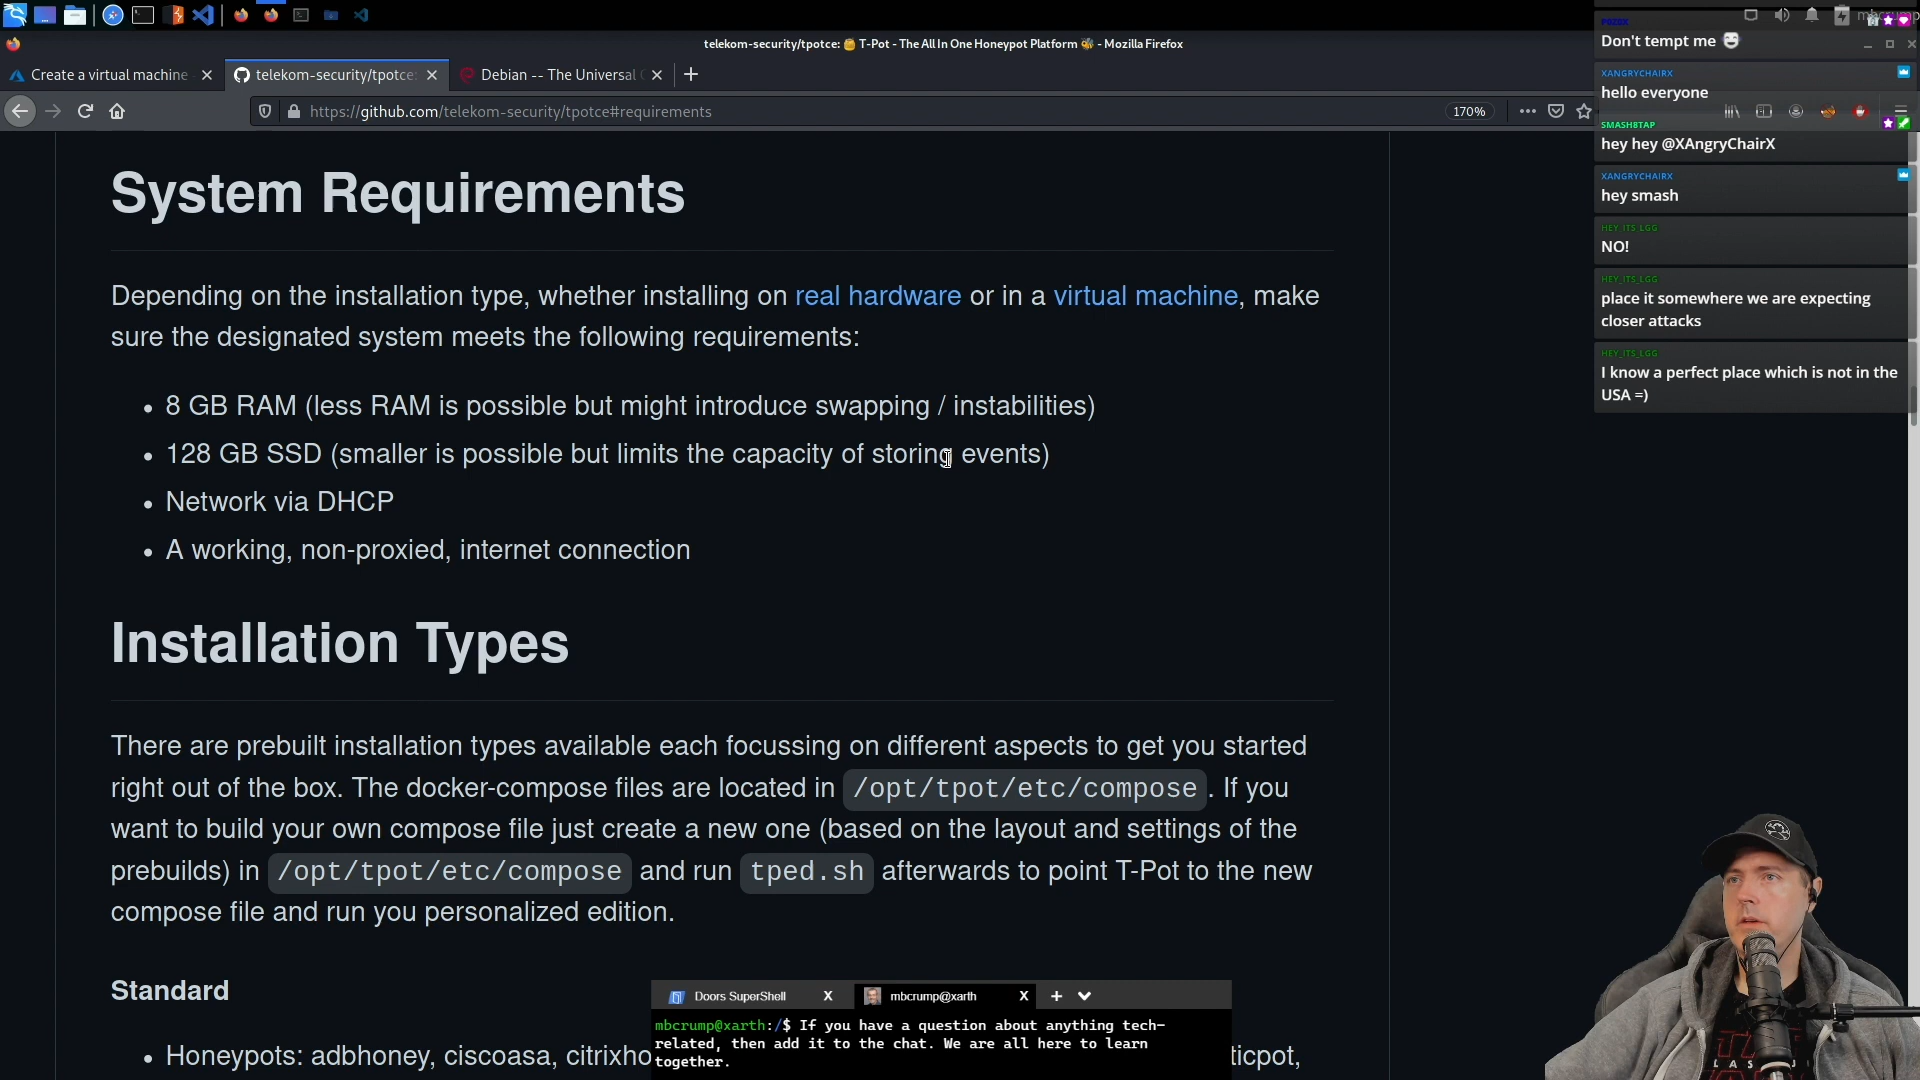 telekom-security/tpotce: 🍯 T-Pot - The All In One Honeypot Platform 🐝 - Mozilla Firefox
Create a virtual machine
telekom-security/tpotce:
Debian -- The Universal
https://github.com/telekom-security/tpotce#requirements
170%
System Requirements
Depending on the installation type, whether installing on real hardware or in a virtual machine, make
sure the designated system meets the following requirements:
• 8 GB RAM (less RAM is possible but might introduce swapping / instabilities)
• 128 GB SSD (smaller is possible but limits the capacity of storing events)
• Network via DHCP
• A working, non-proxied, internet connection
Installation Types
There are prebuilt installation types available each focussing on different aspects to get you started
right out of the box. The docker-compose files are located in /opt/tpot/etc/compose . If you
want to build your own compose file just create a new one (based on the layout and settings of the
prebuilds) in /opt/tpot/etc/compose and run tped.sh afterwards to point T-Pot to the new
compose file and run you personalized edition.
Standard
• Honeypots: adbhoney, ciscoasa, citrixho
ticpot,
Don't tempt me
XANGRYCHAIRX
hello everyone
SMASH8TAP
hey hey @XAngryChairX
XANGRYCHAIRX
hey smash
HEY_ITS_LGG
NO!
HEY_ITS_LGG
place it somewhere we are expecting
closer attacks
HEY_ITS_LGG
I know a perfect place which is not in the
USA =)
Doors SuperShell X
mbcrump@xarth X
mbcrump@xarth:/$ If you have a question about anything tech-
related, then add it to the chat. We are all here to learn
together.